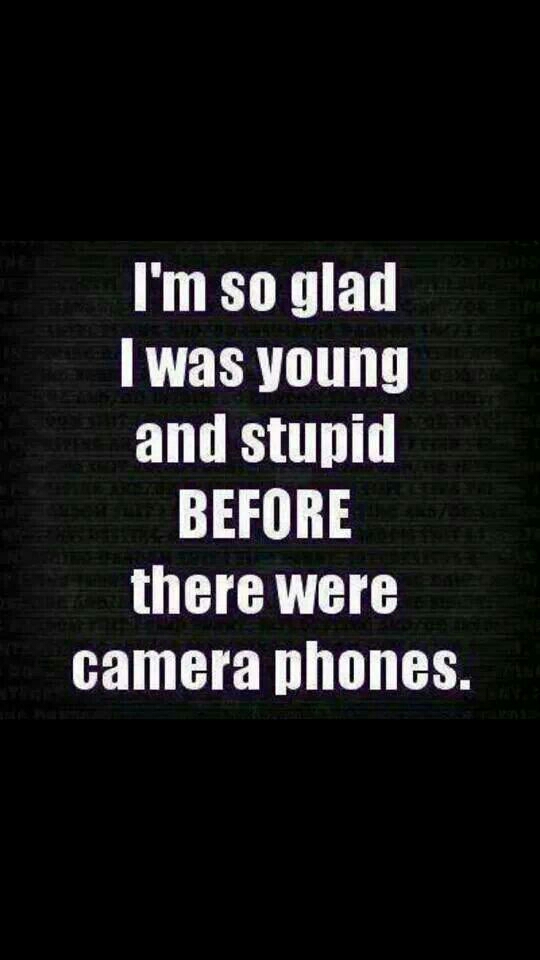 I'm so glad
I was young
and stupid
BEFORE
there were
camera phones.